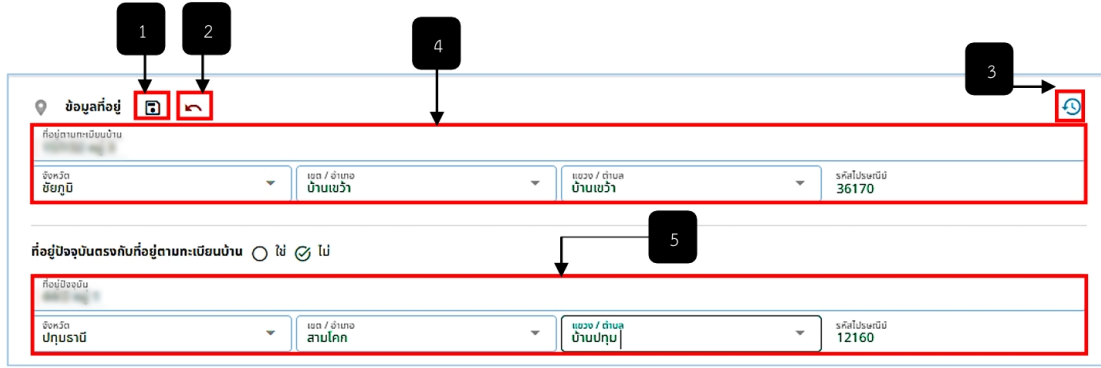 1
2
4
3
ข้อมูลที่อยู่
ที่อยู่ตามทะเบียนบ้าน
จังหวัด
ชัยภูมิ
เขต / อำเภอ
บ้านเขว้า
แขวง / ตำบล
บ้านเขว้า
รหัสไปรษณีย์
36170
5
ที่อยู่ปัจจุบันตรงกับที่อยู่ตามทะเบียนบ้าน ใช่ ไม่
ที่อยู่ปัจจุบัน
จังหวัด
ปทุมธานี
เขต / อำเภอ
สามโคก
แขวง / ตำบล
บ้านปทุม
รหัสไปรษณีย์
12160